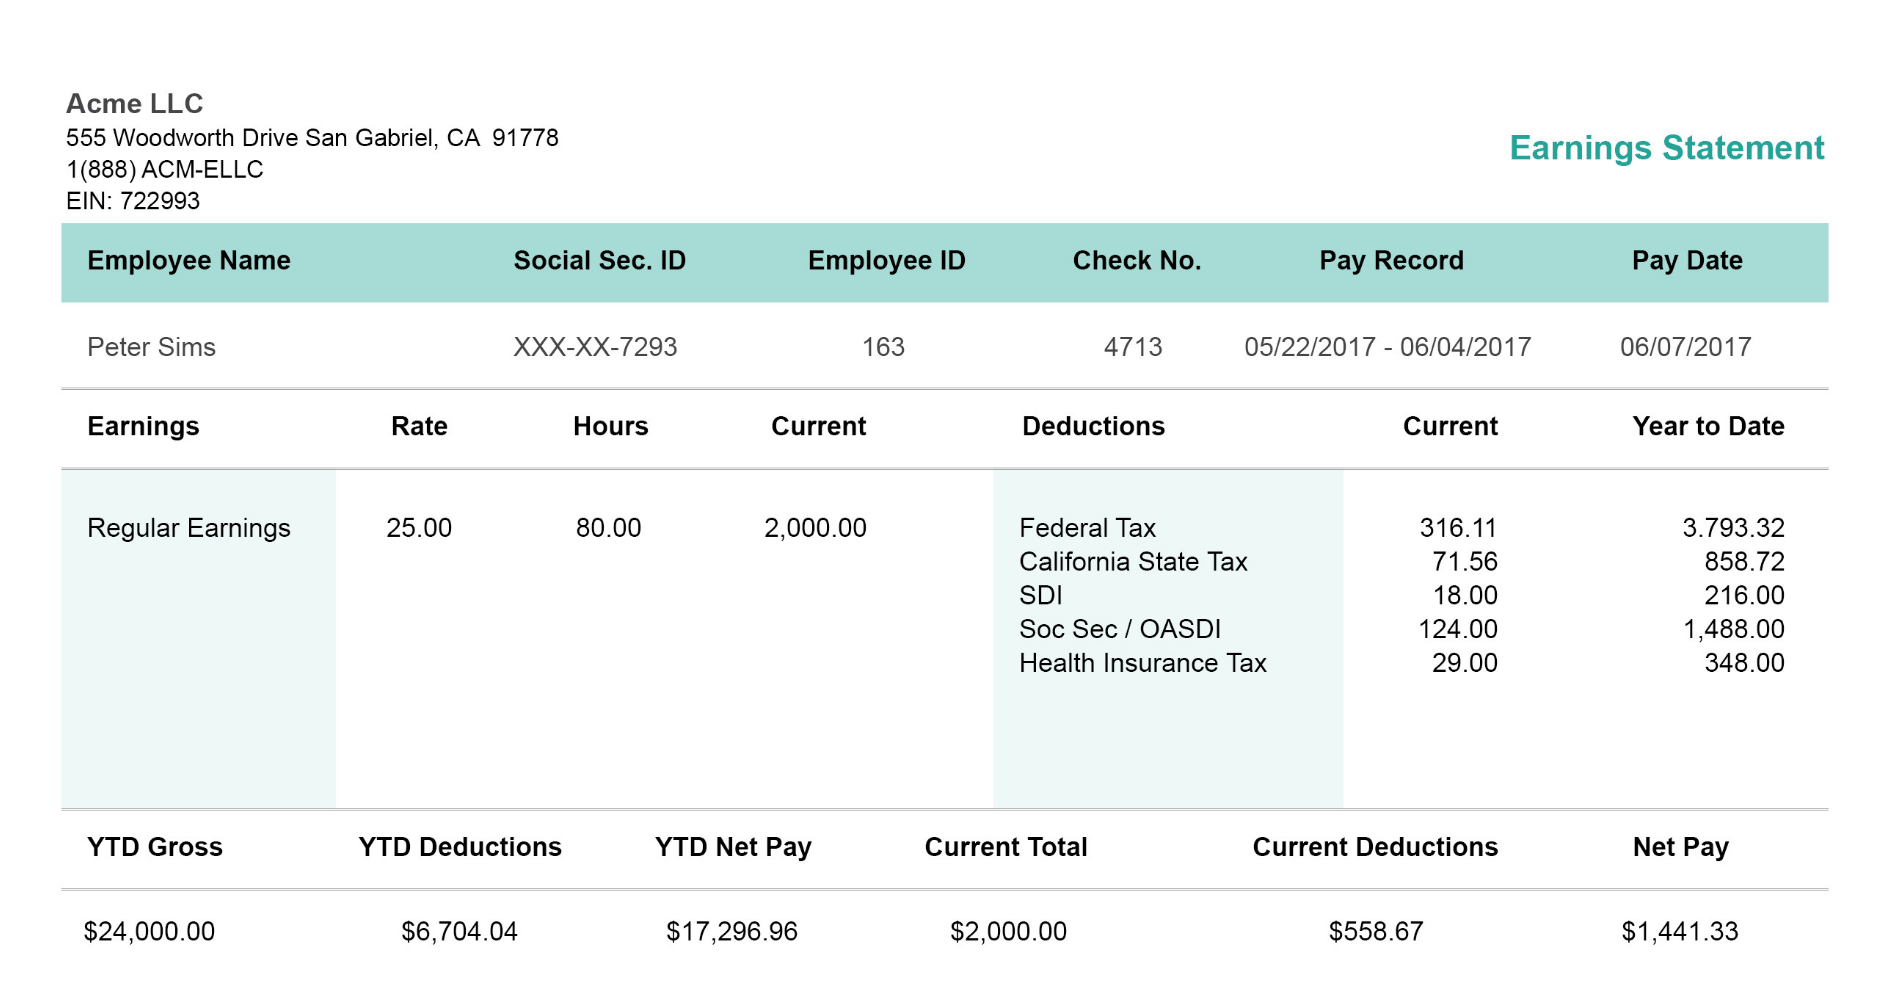 Acme LLC
555 Woodworth Drive San Gabriel, CA 91778
1(888) ACM-ELLC
EIN: 722993
Earnings Statement
Employee Name Social Sec. ID Employee ID Check No. Pay Record Pay Date
Peter Sims XXX-XX-7293 163 4713 05/22/2017 - 06/04/2017 06/07/2017
Earnings Rate Hours Current Deductions Current Year to Date
Regular Earnings 25.00 80.00 2,000.00 Federal Tax 316.11 3.793.32
California State Tax 71.56 858.72
SDI 18.00 216.00
Soc Sec / OASDI 124.00 1,488.00
Health Insurance Tax 29.00 348.00
YTD Gross YTD Deductions YTD Net Pay Current Total Current Deductions Net Pay
$24,000.00 $6,704.04 $17,296.96 $2,000.00 $558.67 $1,441.33